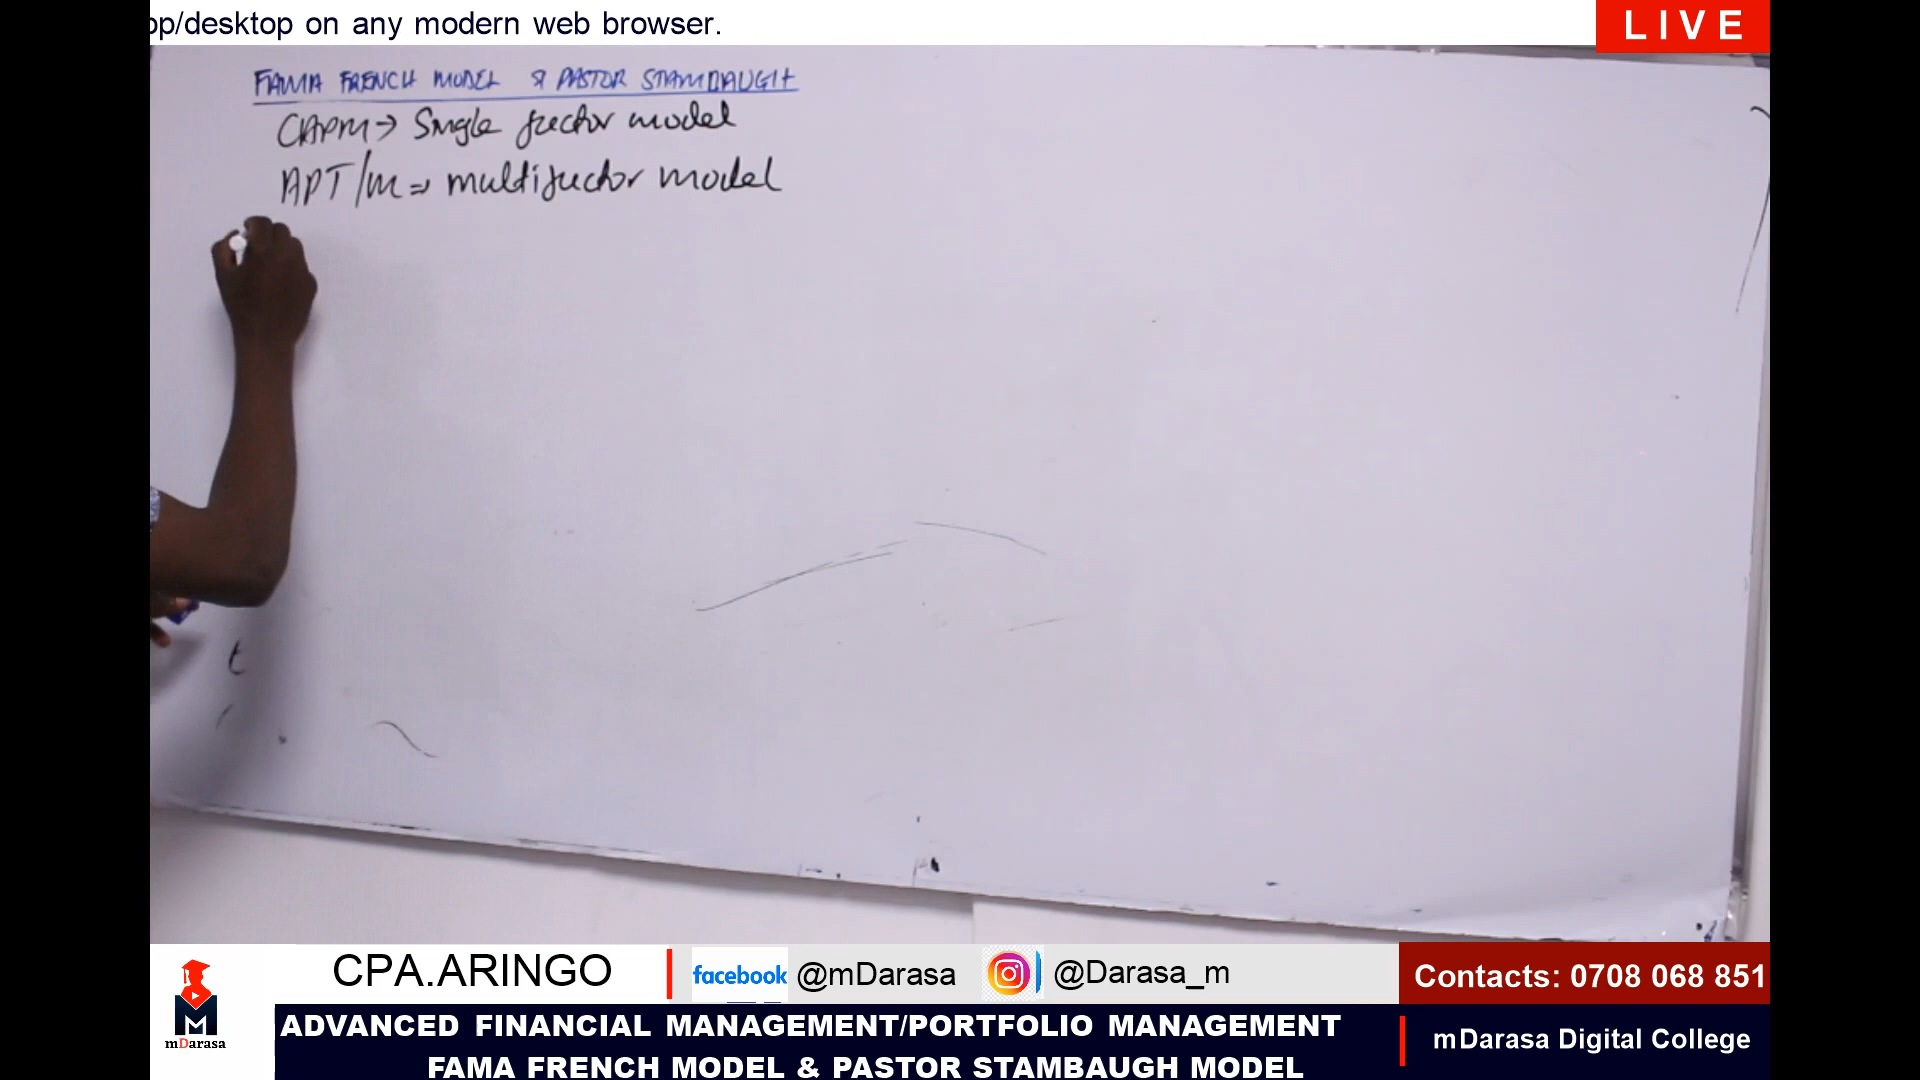 op/desktop on any modern web browser.
LIVE
FAMA FRENCH MODEL & PASTOR STAMBAUGH
CAPM → Single factor model
APT/M ⇒ multifactor model
t
CPA.ARINGO
facebook @mDarasa
@Darasa_m
Contacts: 0708 068 851
mDarasa
ADVANCED FINANCIAL MANAGEMENT/PORTFOLIO MANAGEMENT
FAMA FRENCH MODEL & PASTOR STAMBAUGH MODEL
mDarasa Digital College